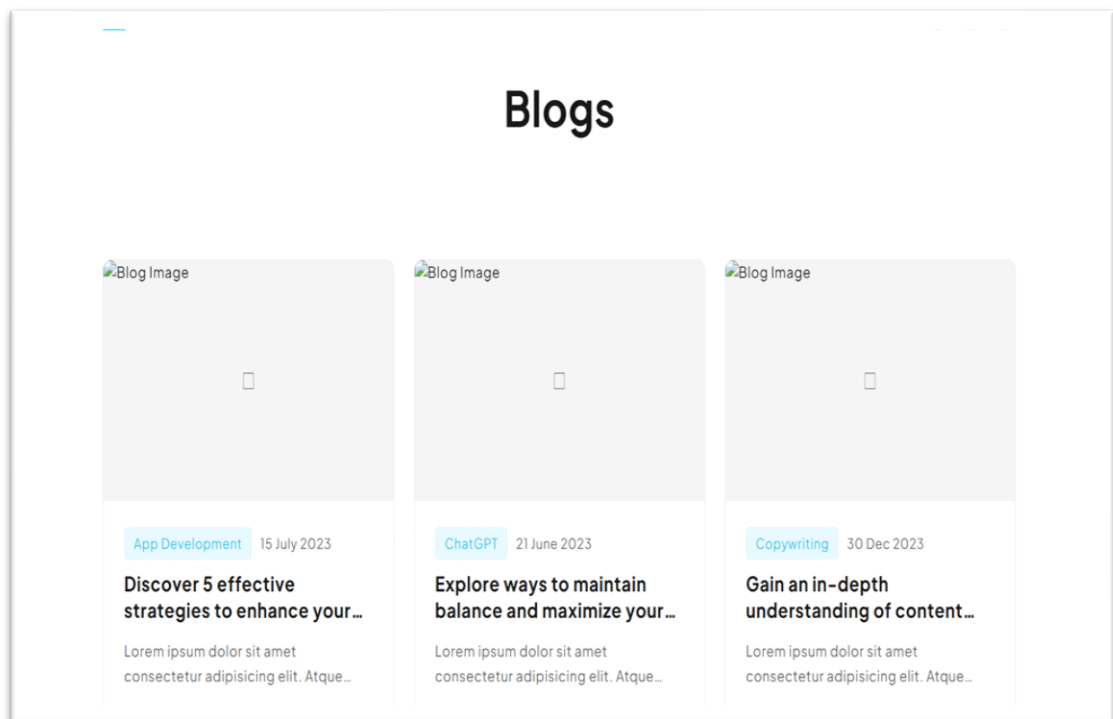 Blogs
Blog Image
Blog Image
Blog Image
App Development 15 July 2023
Discover 5 effective
strategies to enhance your...
Lorem ipsum dolor sit amet
consectetur adipisicing elit. Atque...
ChatGPT 21 June 2023
Explore ways to maintain
balance and maximize your...
Lorem ipsum dolor sit amet
consectetur adipisicing elit. Atque...
Copywriting 30 Dec 2023
Gain an in-depth
understanding of content...
Lorem ipsum dolor sit amet
consectetur adipisicing elit. Atque...